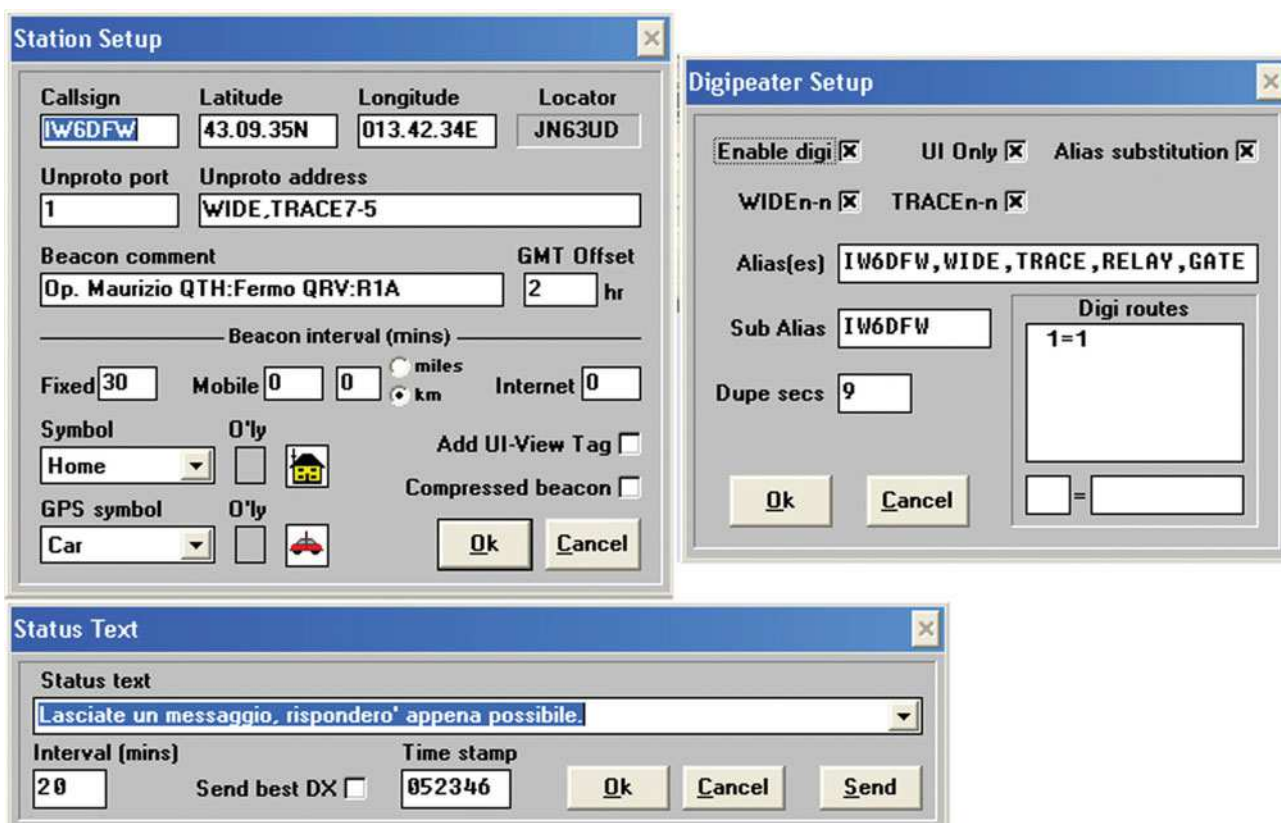 Station Setup
Callsign Latitude Longitude Locator
IW6DFW 43.09.35N 013.42.34E JN63UD
Unproto port Unproto address
1 WIDE,TRACE7-5
Beacon comment GMT Offset
Op. Maurizio QTH:Fermo QRV:R1A 2 hr
Beacon interval (mins)
Fixed 30 Mobile 0 0 miles km Internet 0
Symbol O'ly Add UI-View Tag
Home
Compressed beacon
GPS symbol O'ly
Car Ok Cancel
Digipeater Setup
Enable digi UI Only Alias substitution
WIDEn-n TRACEn-n
Alias(es) IW6DFW,WIDE,TRACE,RELAY,GATE
Sub Alias IW6DFW Digi routes
1=1
Dupe secs 9
Ok Cancel =
Status Text
Status text
Lasciate un messaggio, rispondero' appena possibile.
Interval (mins) Time stamp
20 Send best DX 052346 Ok Cancel Send